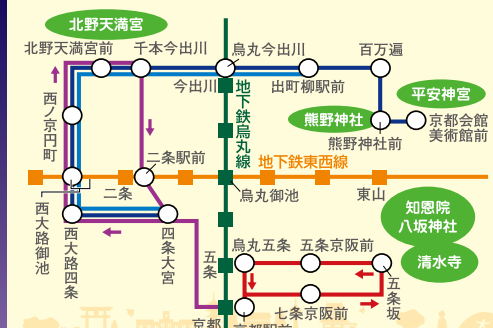 北野天満宮
北野天満宮前
千本今出川
烏丸今出川
百万遍
今出川
出町柳駅前
平安神宮
西ノ京円町
地下鉄烏丸線
熊野神社
京都会館
美術館前
熊野神社前
二条駅前
地下鉄東西線
二条
烏丸御池
東山
知恩院
八坂神社
西大路御池
西大路四条
四条大宮
五条
烏丸五条
五条京阪前
清水寺
五条坂
七条京阪前
京都
京都駅前